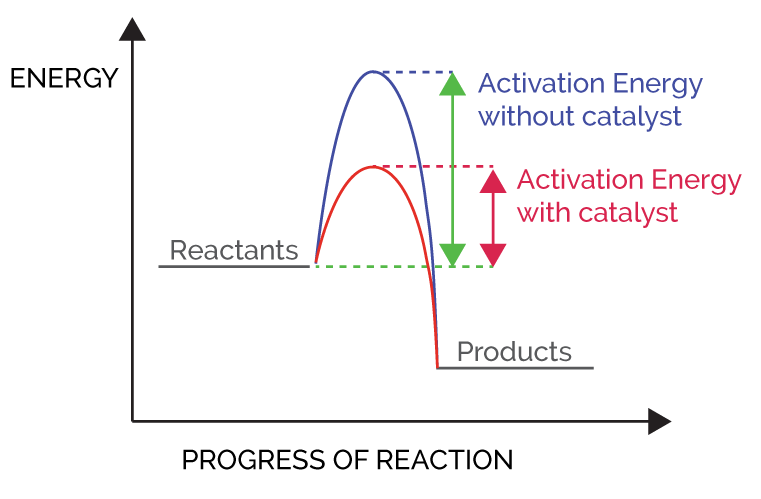 ENERGY
Activation Energy
without catalyst
Activation Energy
with catalyst
Reactants
Products
PROGRESS OF REACTION